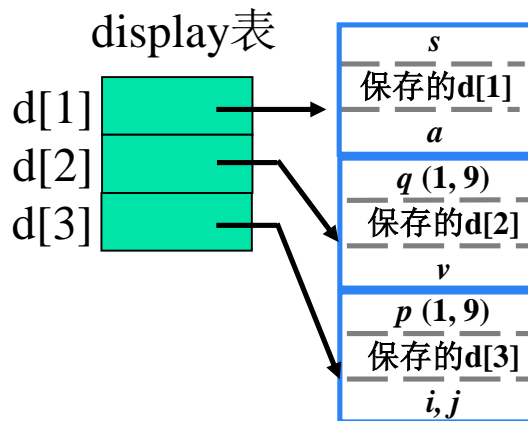 display表
d[1]
d[2]
d[3]
s
保存的d[1]
a
q (1, 9)
保存的d[2]
v
p (1, 9)
保存的d[3]
i, j